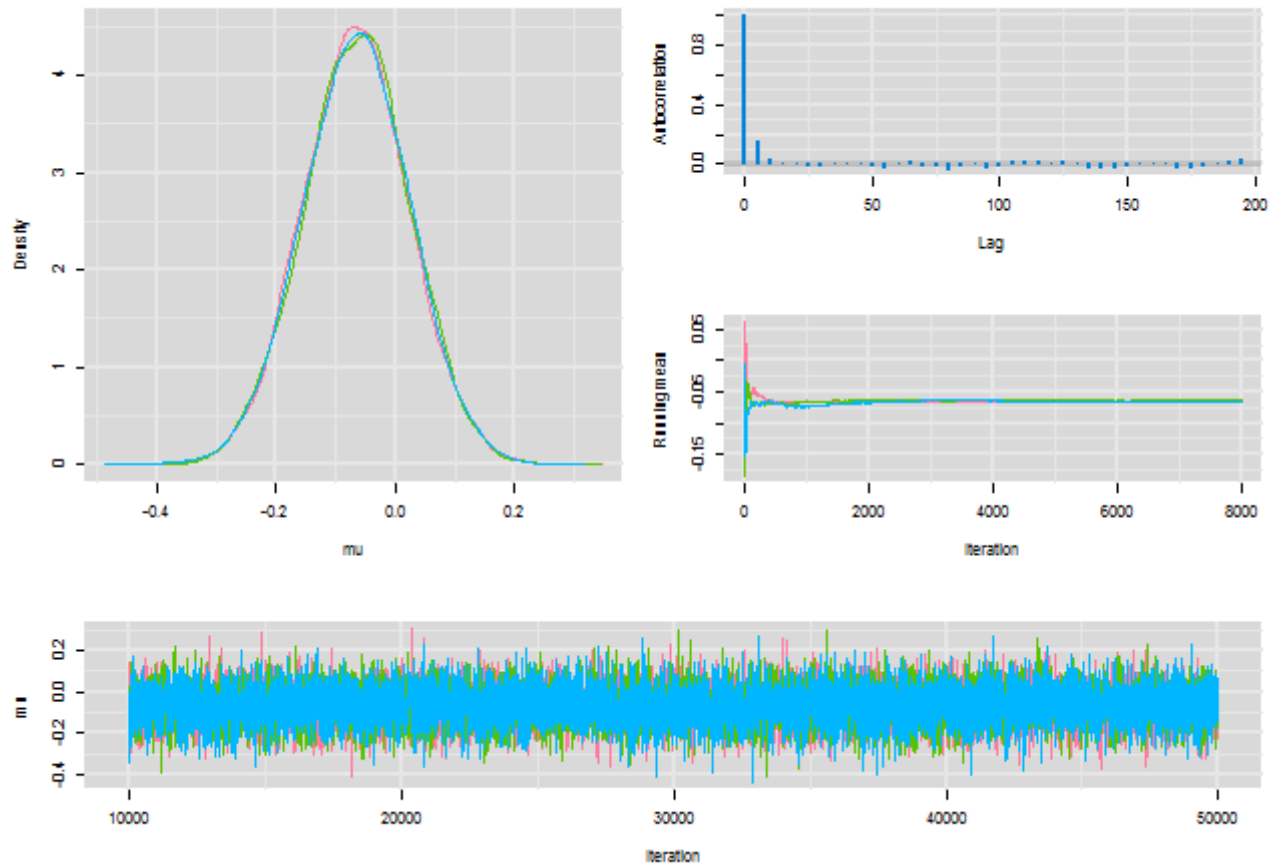 4
3
2
1
0
Density
-0.4 -0.2 0.0 0.2
mu
0.8
0.4
0.0
Autocorrelation
0 50 100 150 200
Lag
0.05
-0.05
-0.15
Running mean
0 2000 4000 6000 8000
Iteration
0.2
0.0
-0.2
-0.4
mu
10000 20000 30000 40000 50000
Iteration